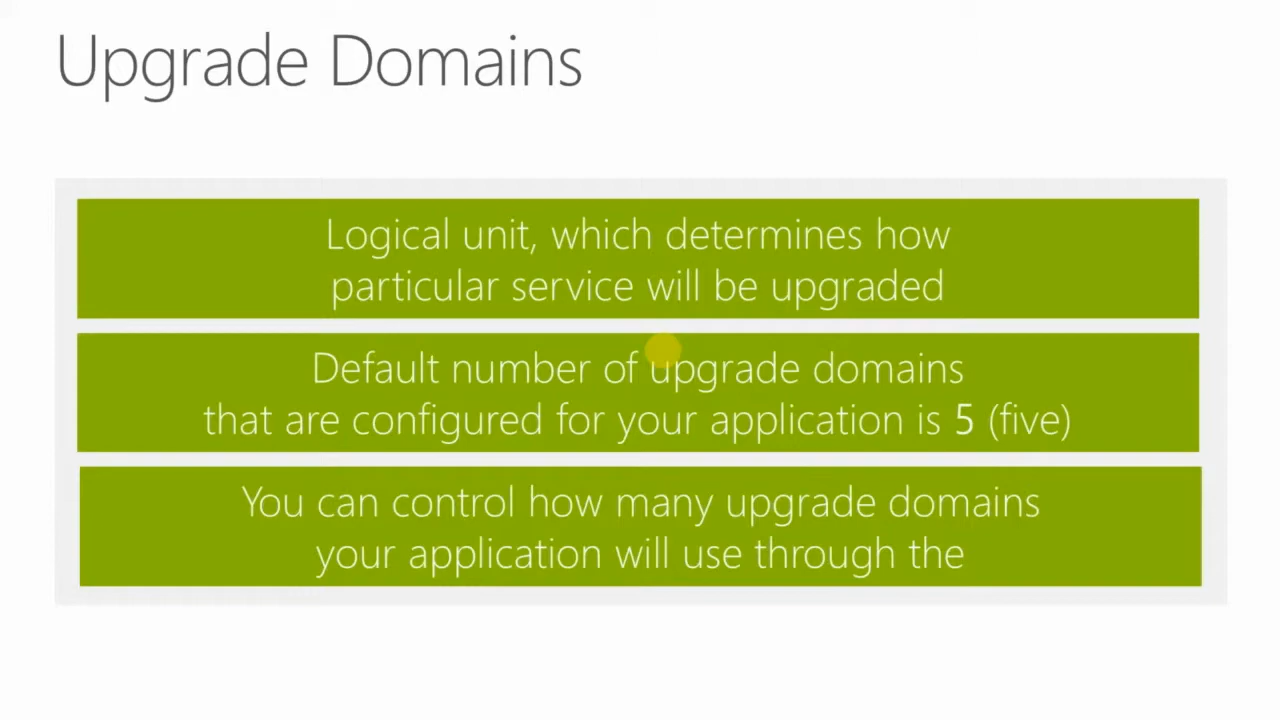 Upgrade Domains
Logical unit, which determines how
particular service will be upgraded
Default number of upgrade domains
that are configured for your application is 5 (five)
You can control how many upgrade domains
your application will use through the